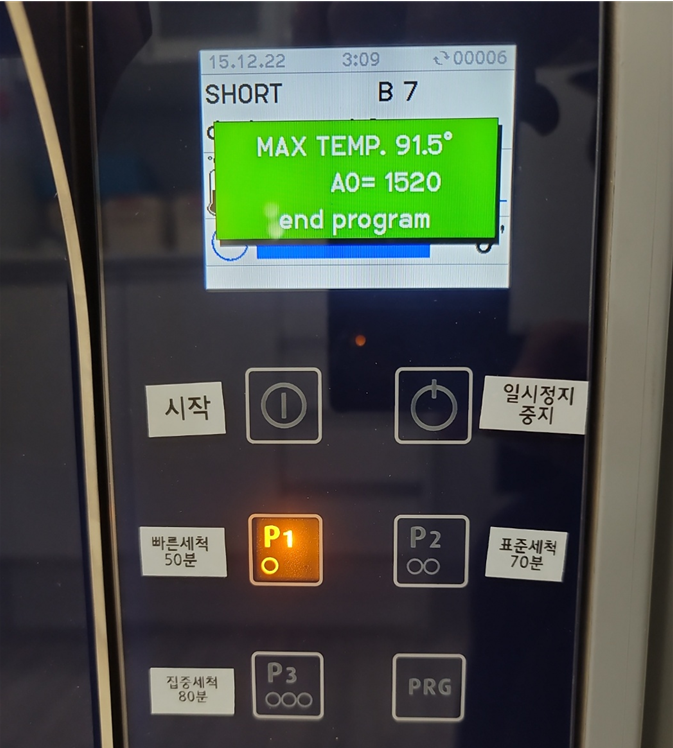 15.12.22 3:09 00006
SHORT B 7
MAX TEMP. 91.5°
A0= 1520
end program
시작
일시정지
중지
빠른세척
50분
P1
P2
표준세척
70분
집중세척
80분
P3
PRG